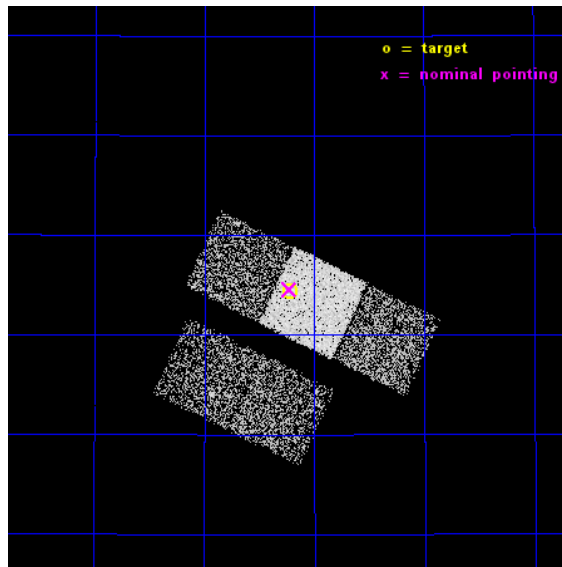 o = target
x = nominal pointing